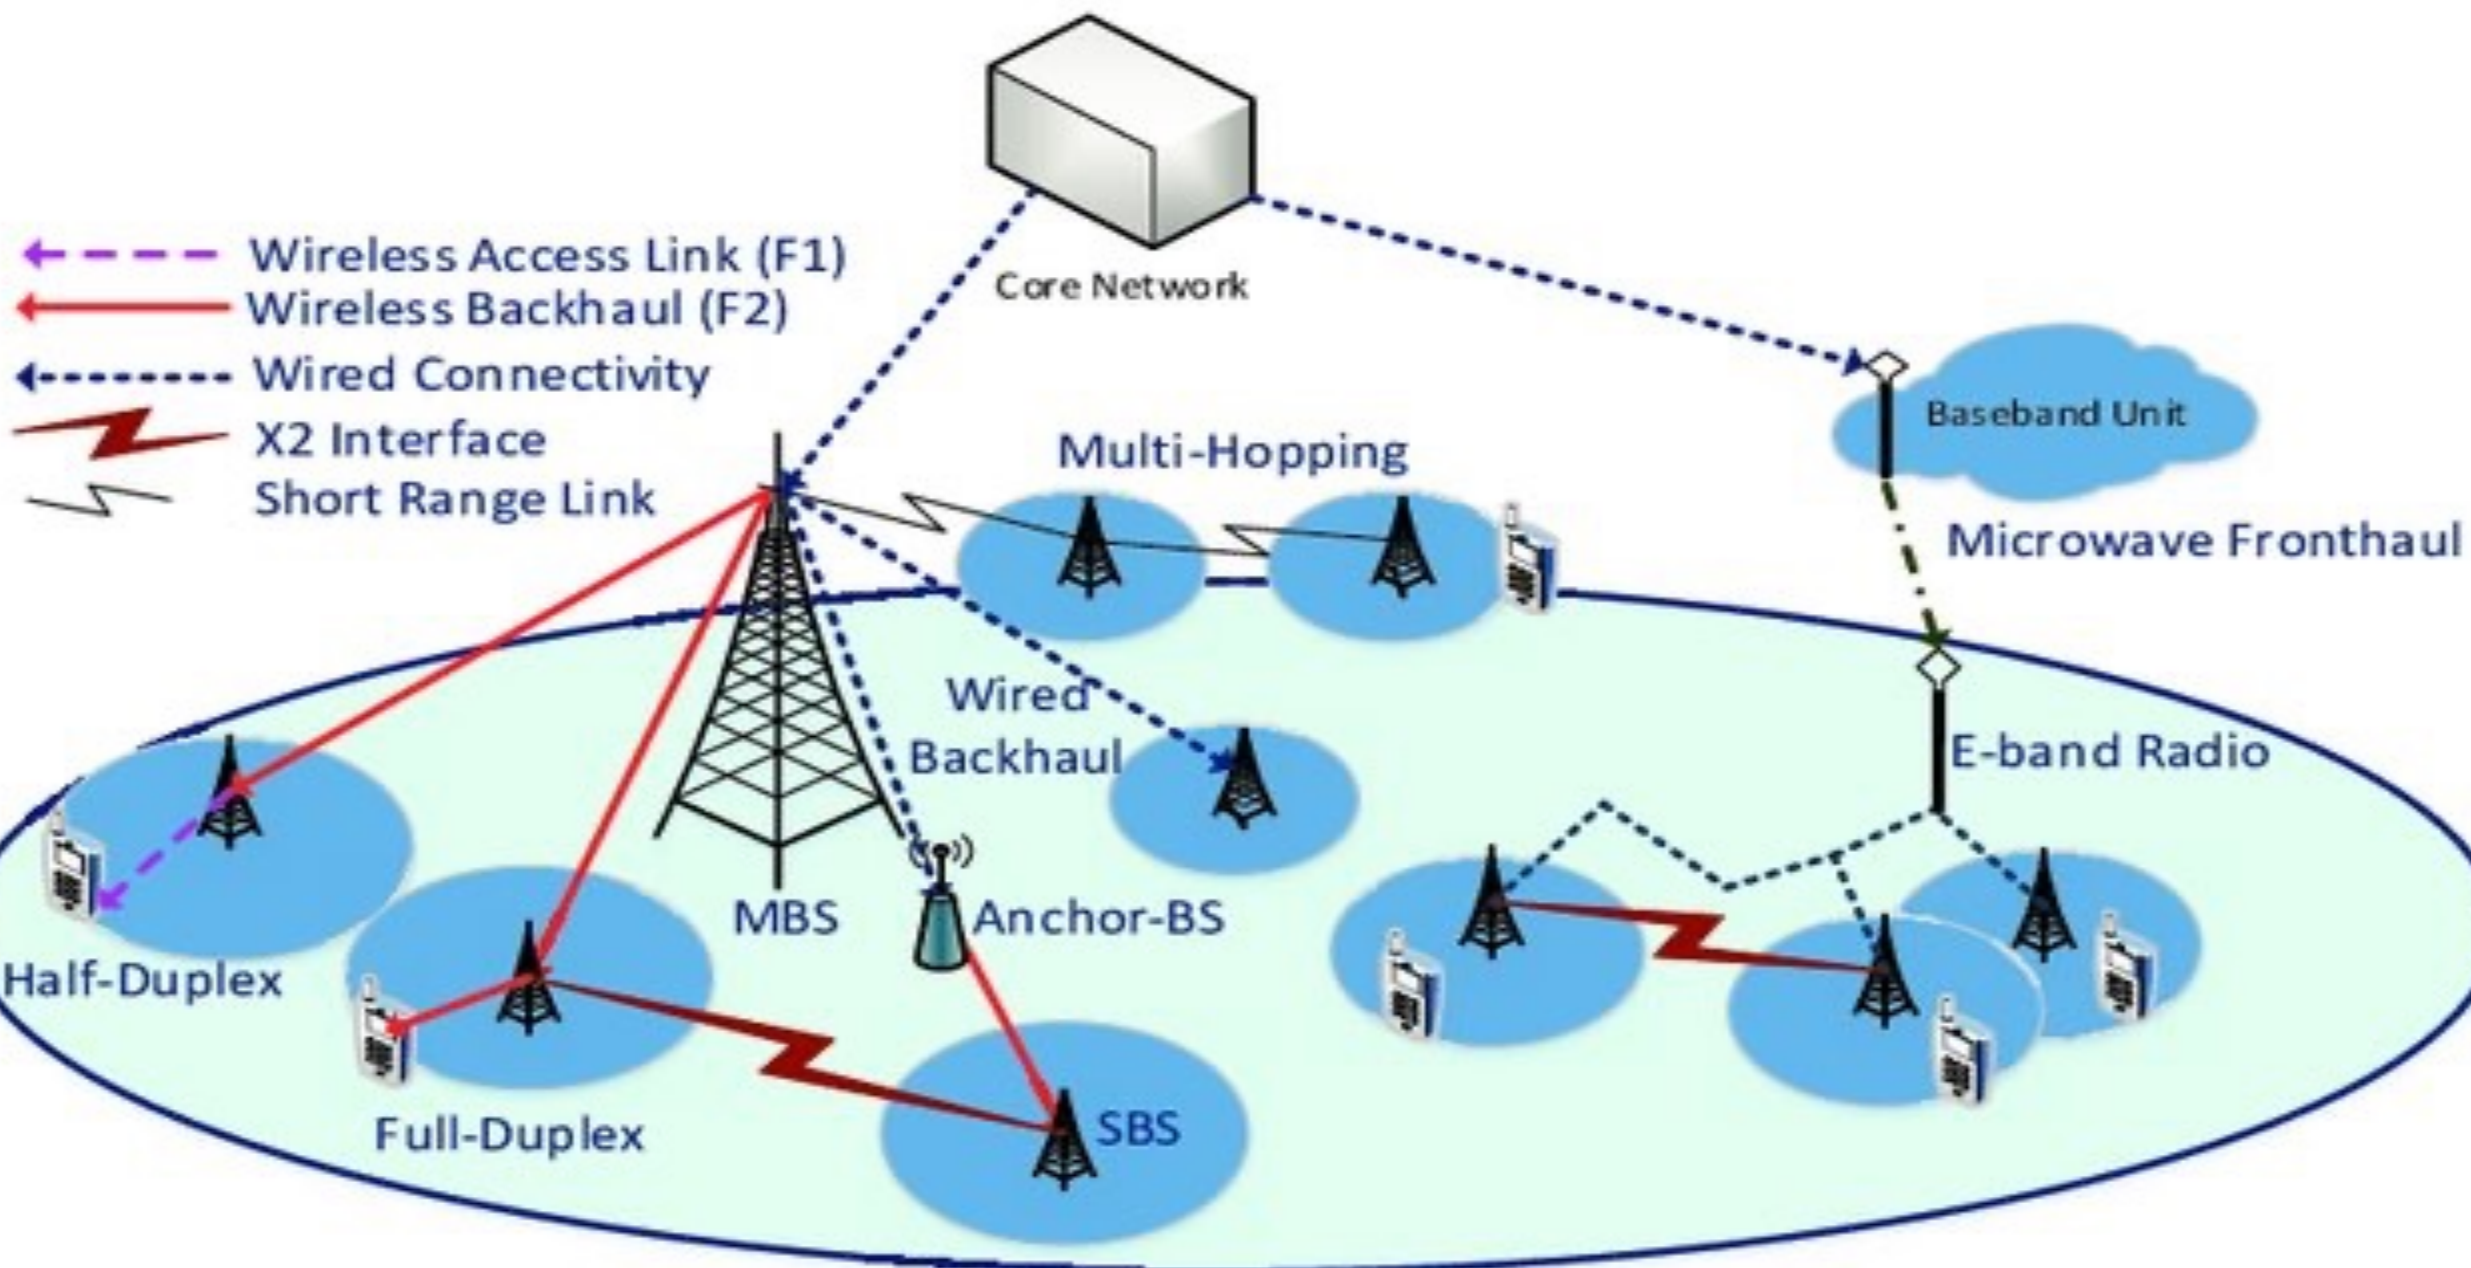 Core Network
Wireless Access Link (F1)
Wireless Backhaul (F2)
Wired Connectivity
X2 Interface
Short Range Link
Multi-Hopping
Baseband Unit
Microwave Fronthaul
Wired
Backhaul
E-band Radio
MBS
Anchor-BS
Half-Duplex
Full-Duplex
SBS